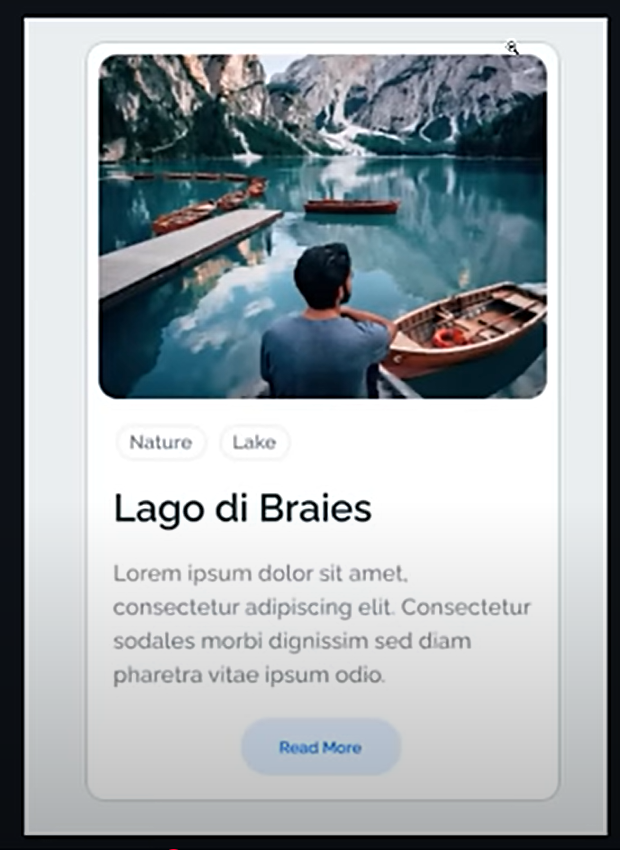 Nature Lake
Lago di Braies
Lorem ipsum dolor sit amet,
consectetur adipiscing elit. Consectetur
sodales morbi dignissim sed diam
pharetra vitae ipsum odio.
Read More